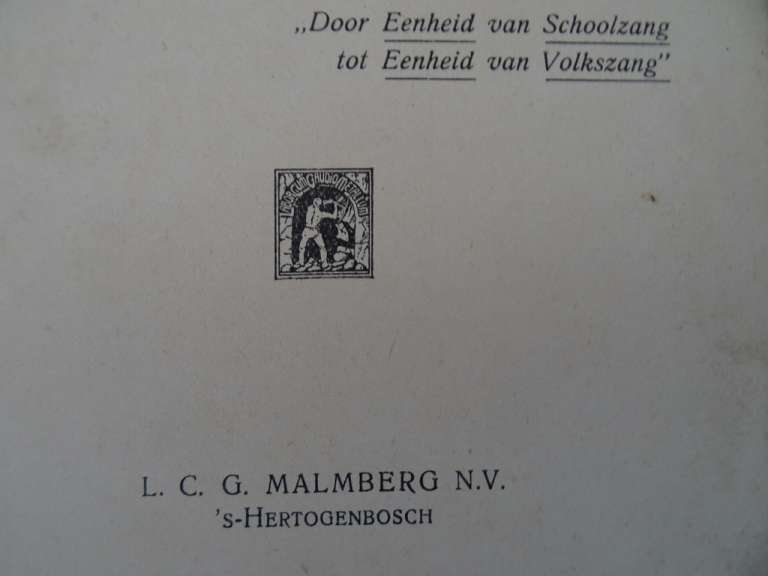 „Door Eenheid van Schoolzang
tot Eenheid van Volkszang”
L. C. G. MALMBERG N.V.
's-HERTOGENBOSCH